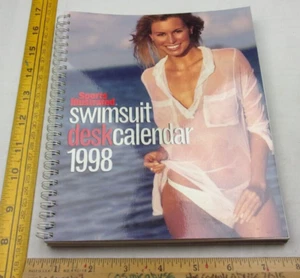 Sports
Illustrated
swimsuit
deskcalendar
1998